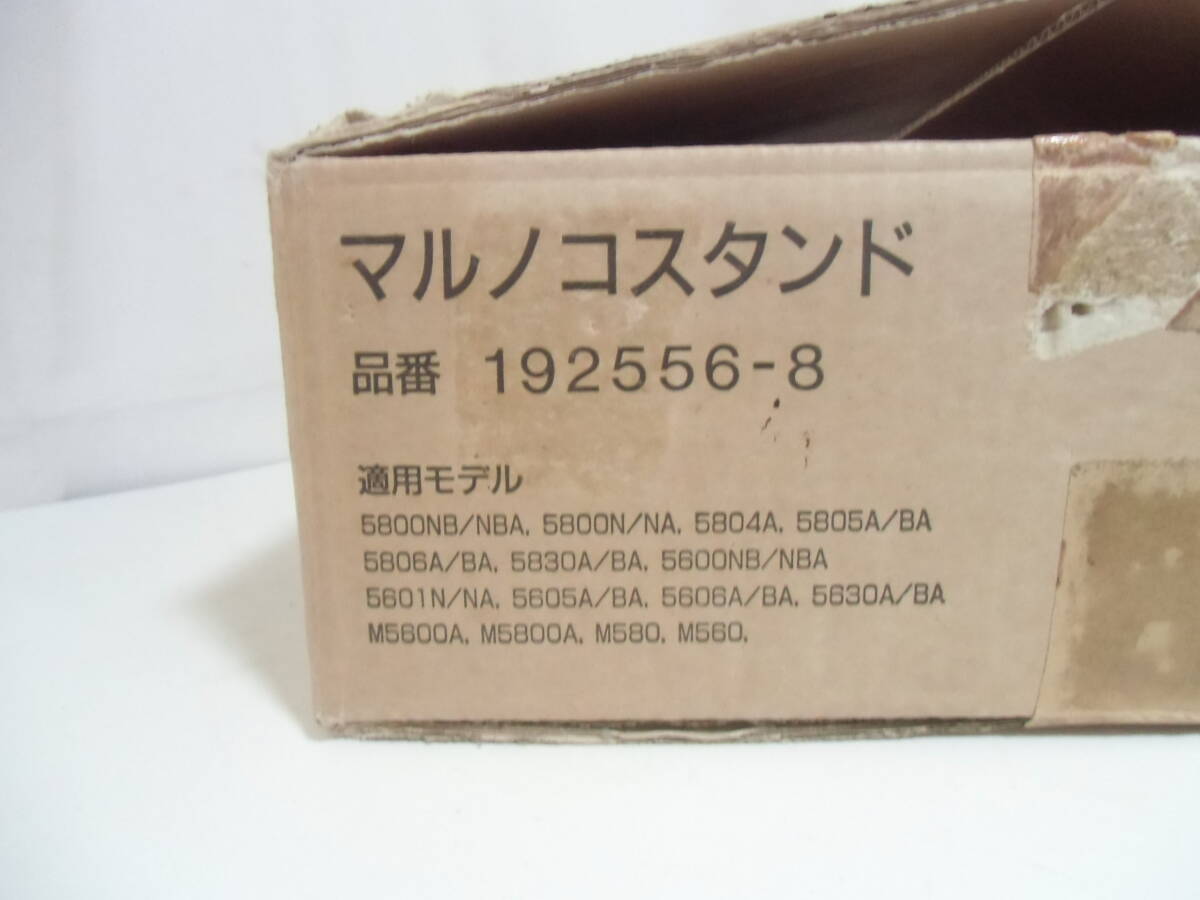 マルノコスタンド
品番 192556-8
適用モデル
5800NB/NBA, 5800N/NA, 5804A, 5805A/BA
5806A/BA, 5830A/BA, 5600NB/NBA
5601N/NA, 5605A/BA, 5606A/BA, 5630A/BA
M5600A, M5800A, M580, M560,